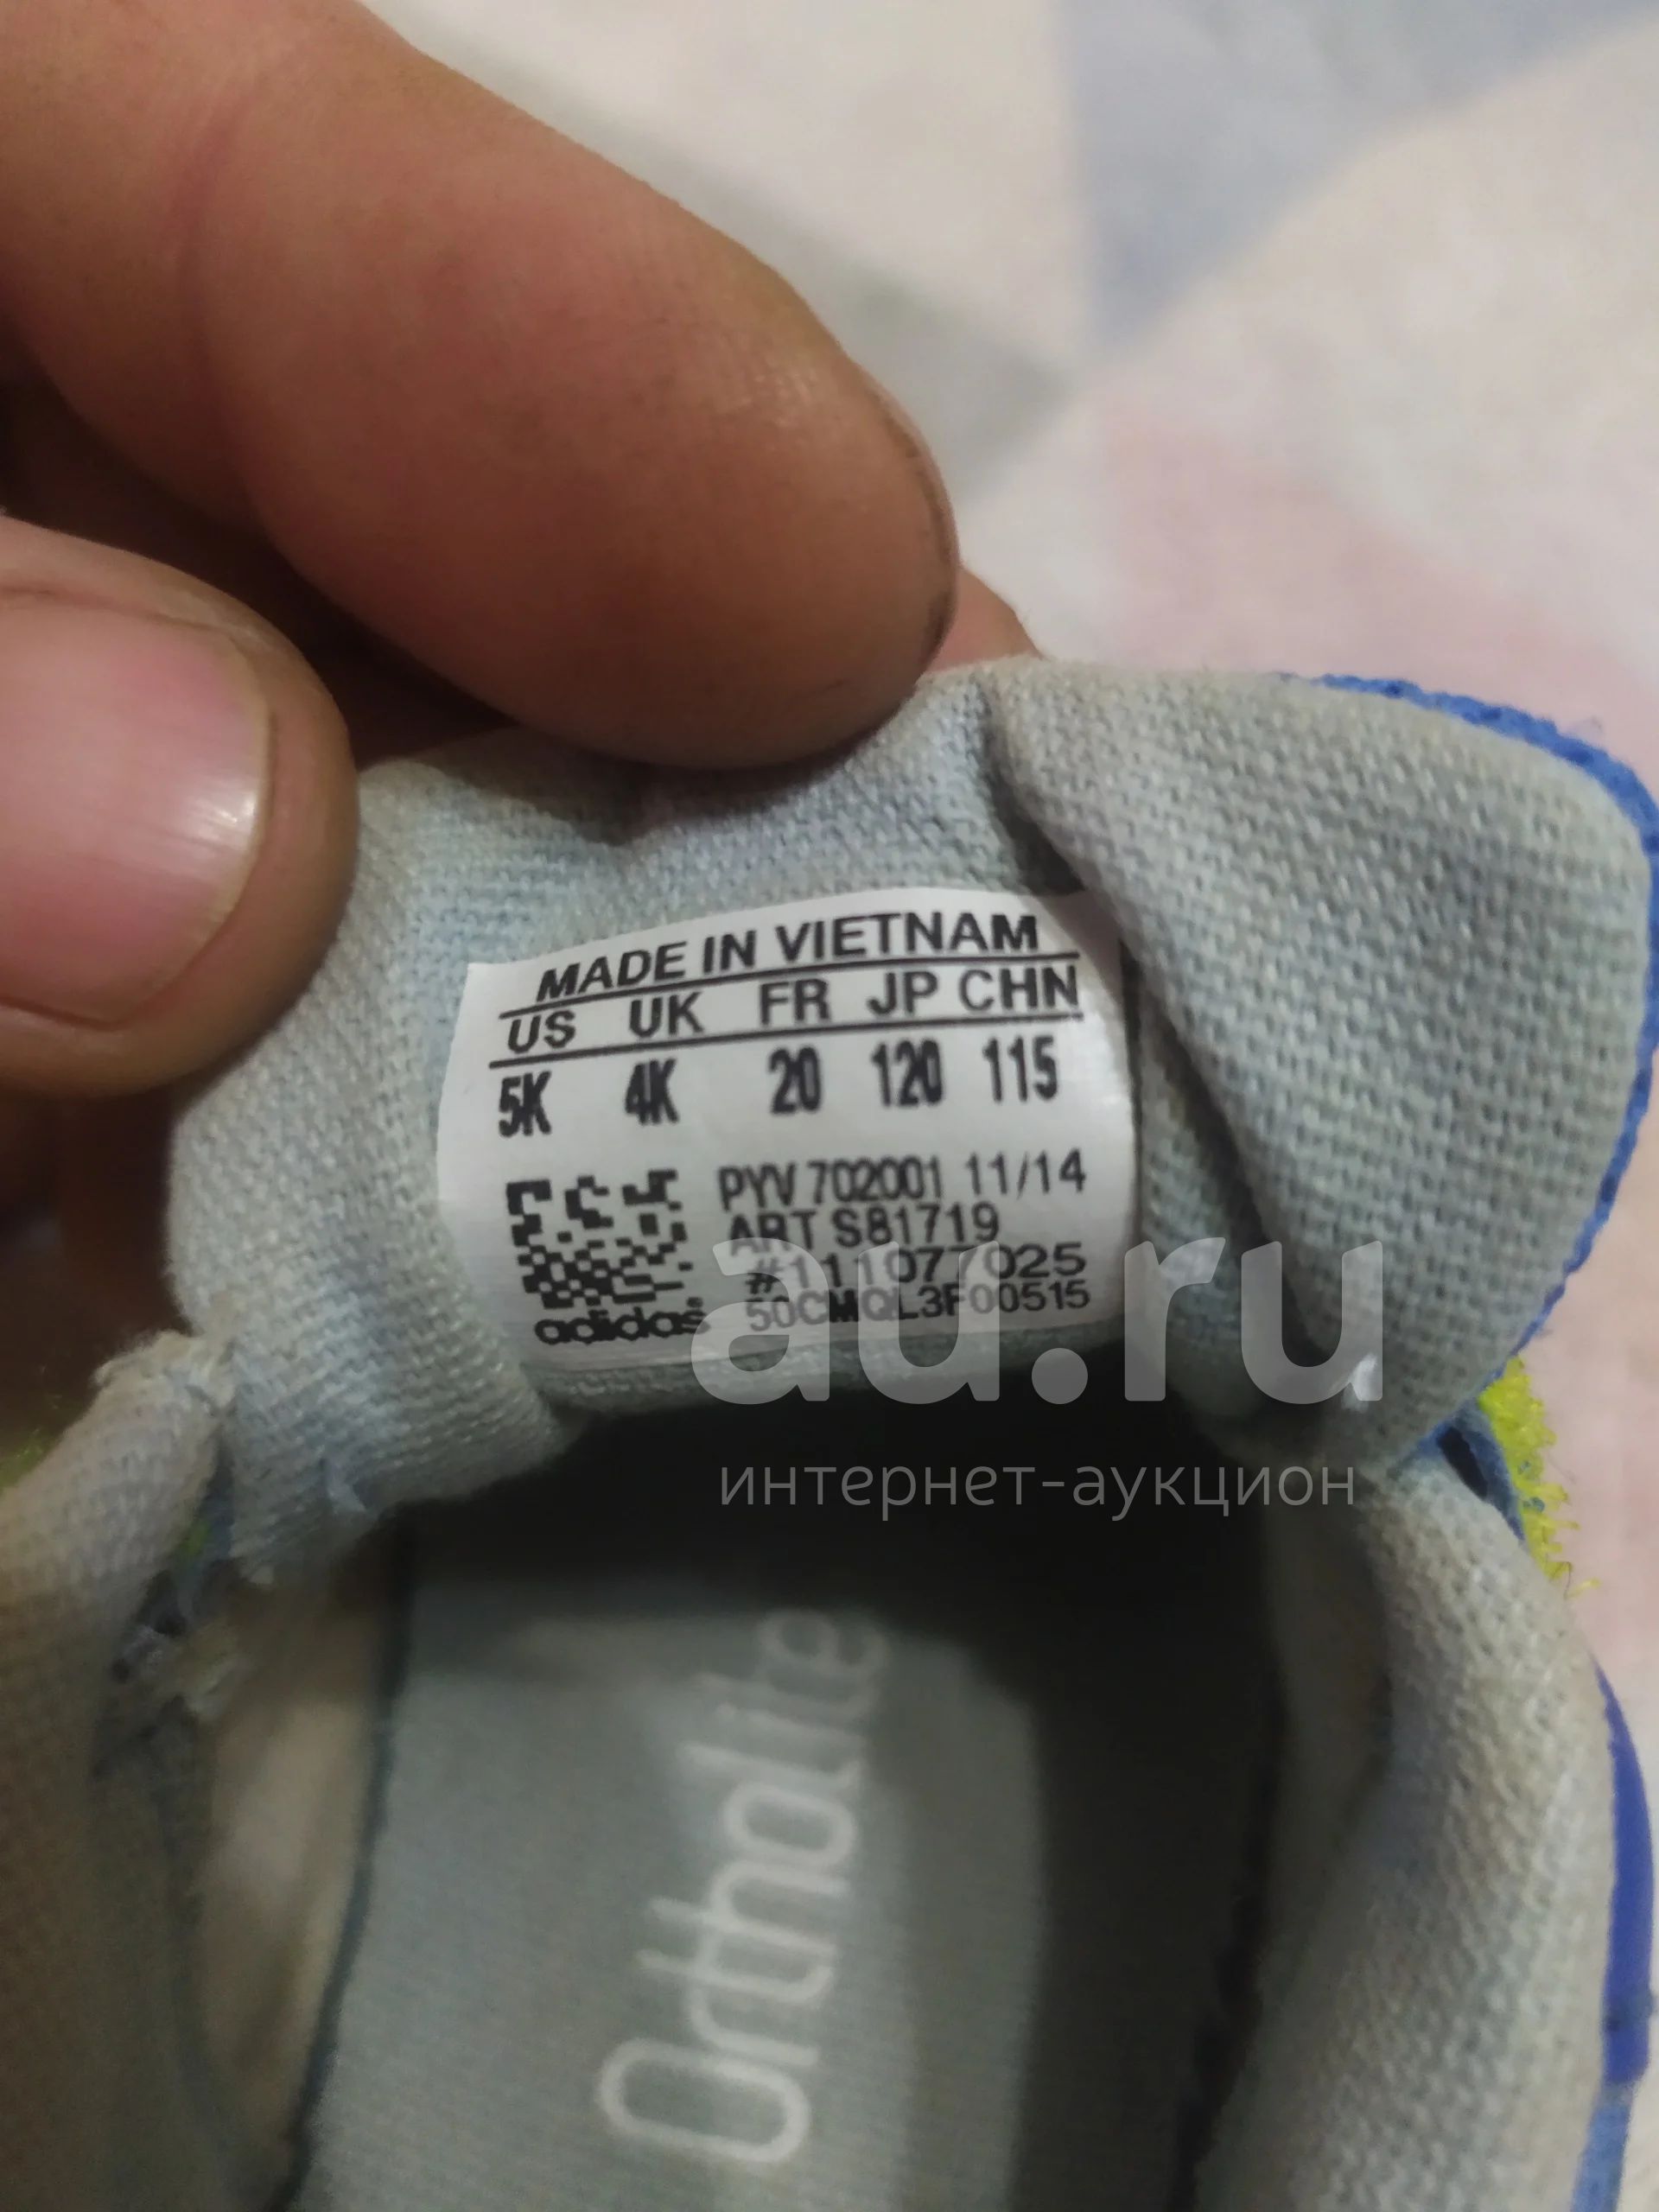 MADE IN VIETNAM
US UK FR JP CHN
5K 4K 20 120 115
PYV 702001 11/14
ART S81719
#111077025
50CMQL3F00515
adidas
au.ru
интернет-аукцион
Ortholite